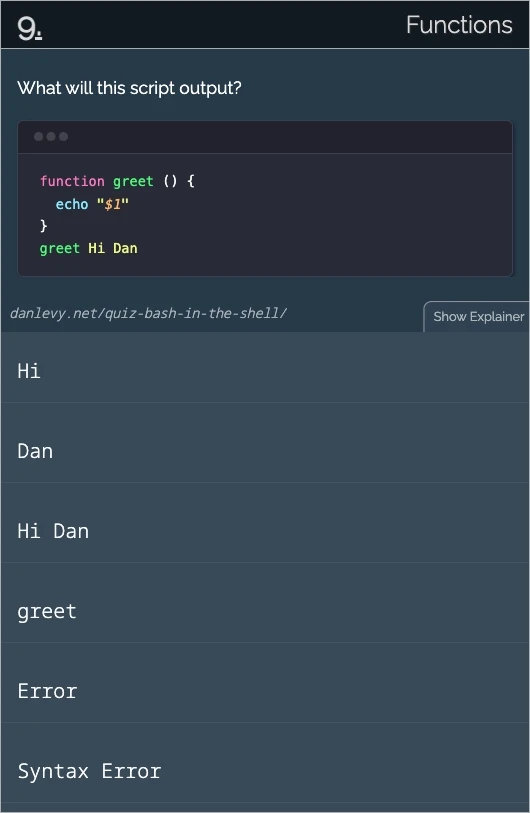 9.
Functions
What will this script output?
function greet () {
  echo "$1"
}
greet Hi Dan
danlevy.net/quiz-bash-in-the-shell/
Show Explainer
Hi
Dan
Hi Dan
greet
Error
Syntax Error